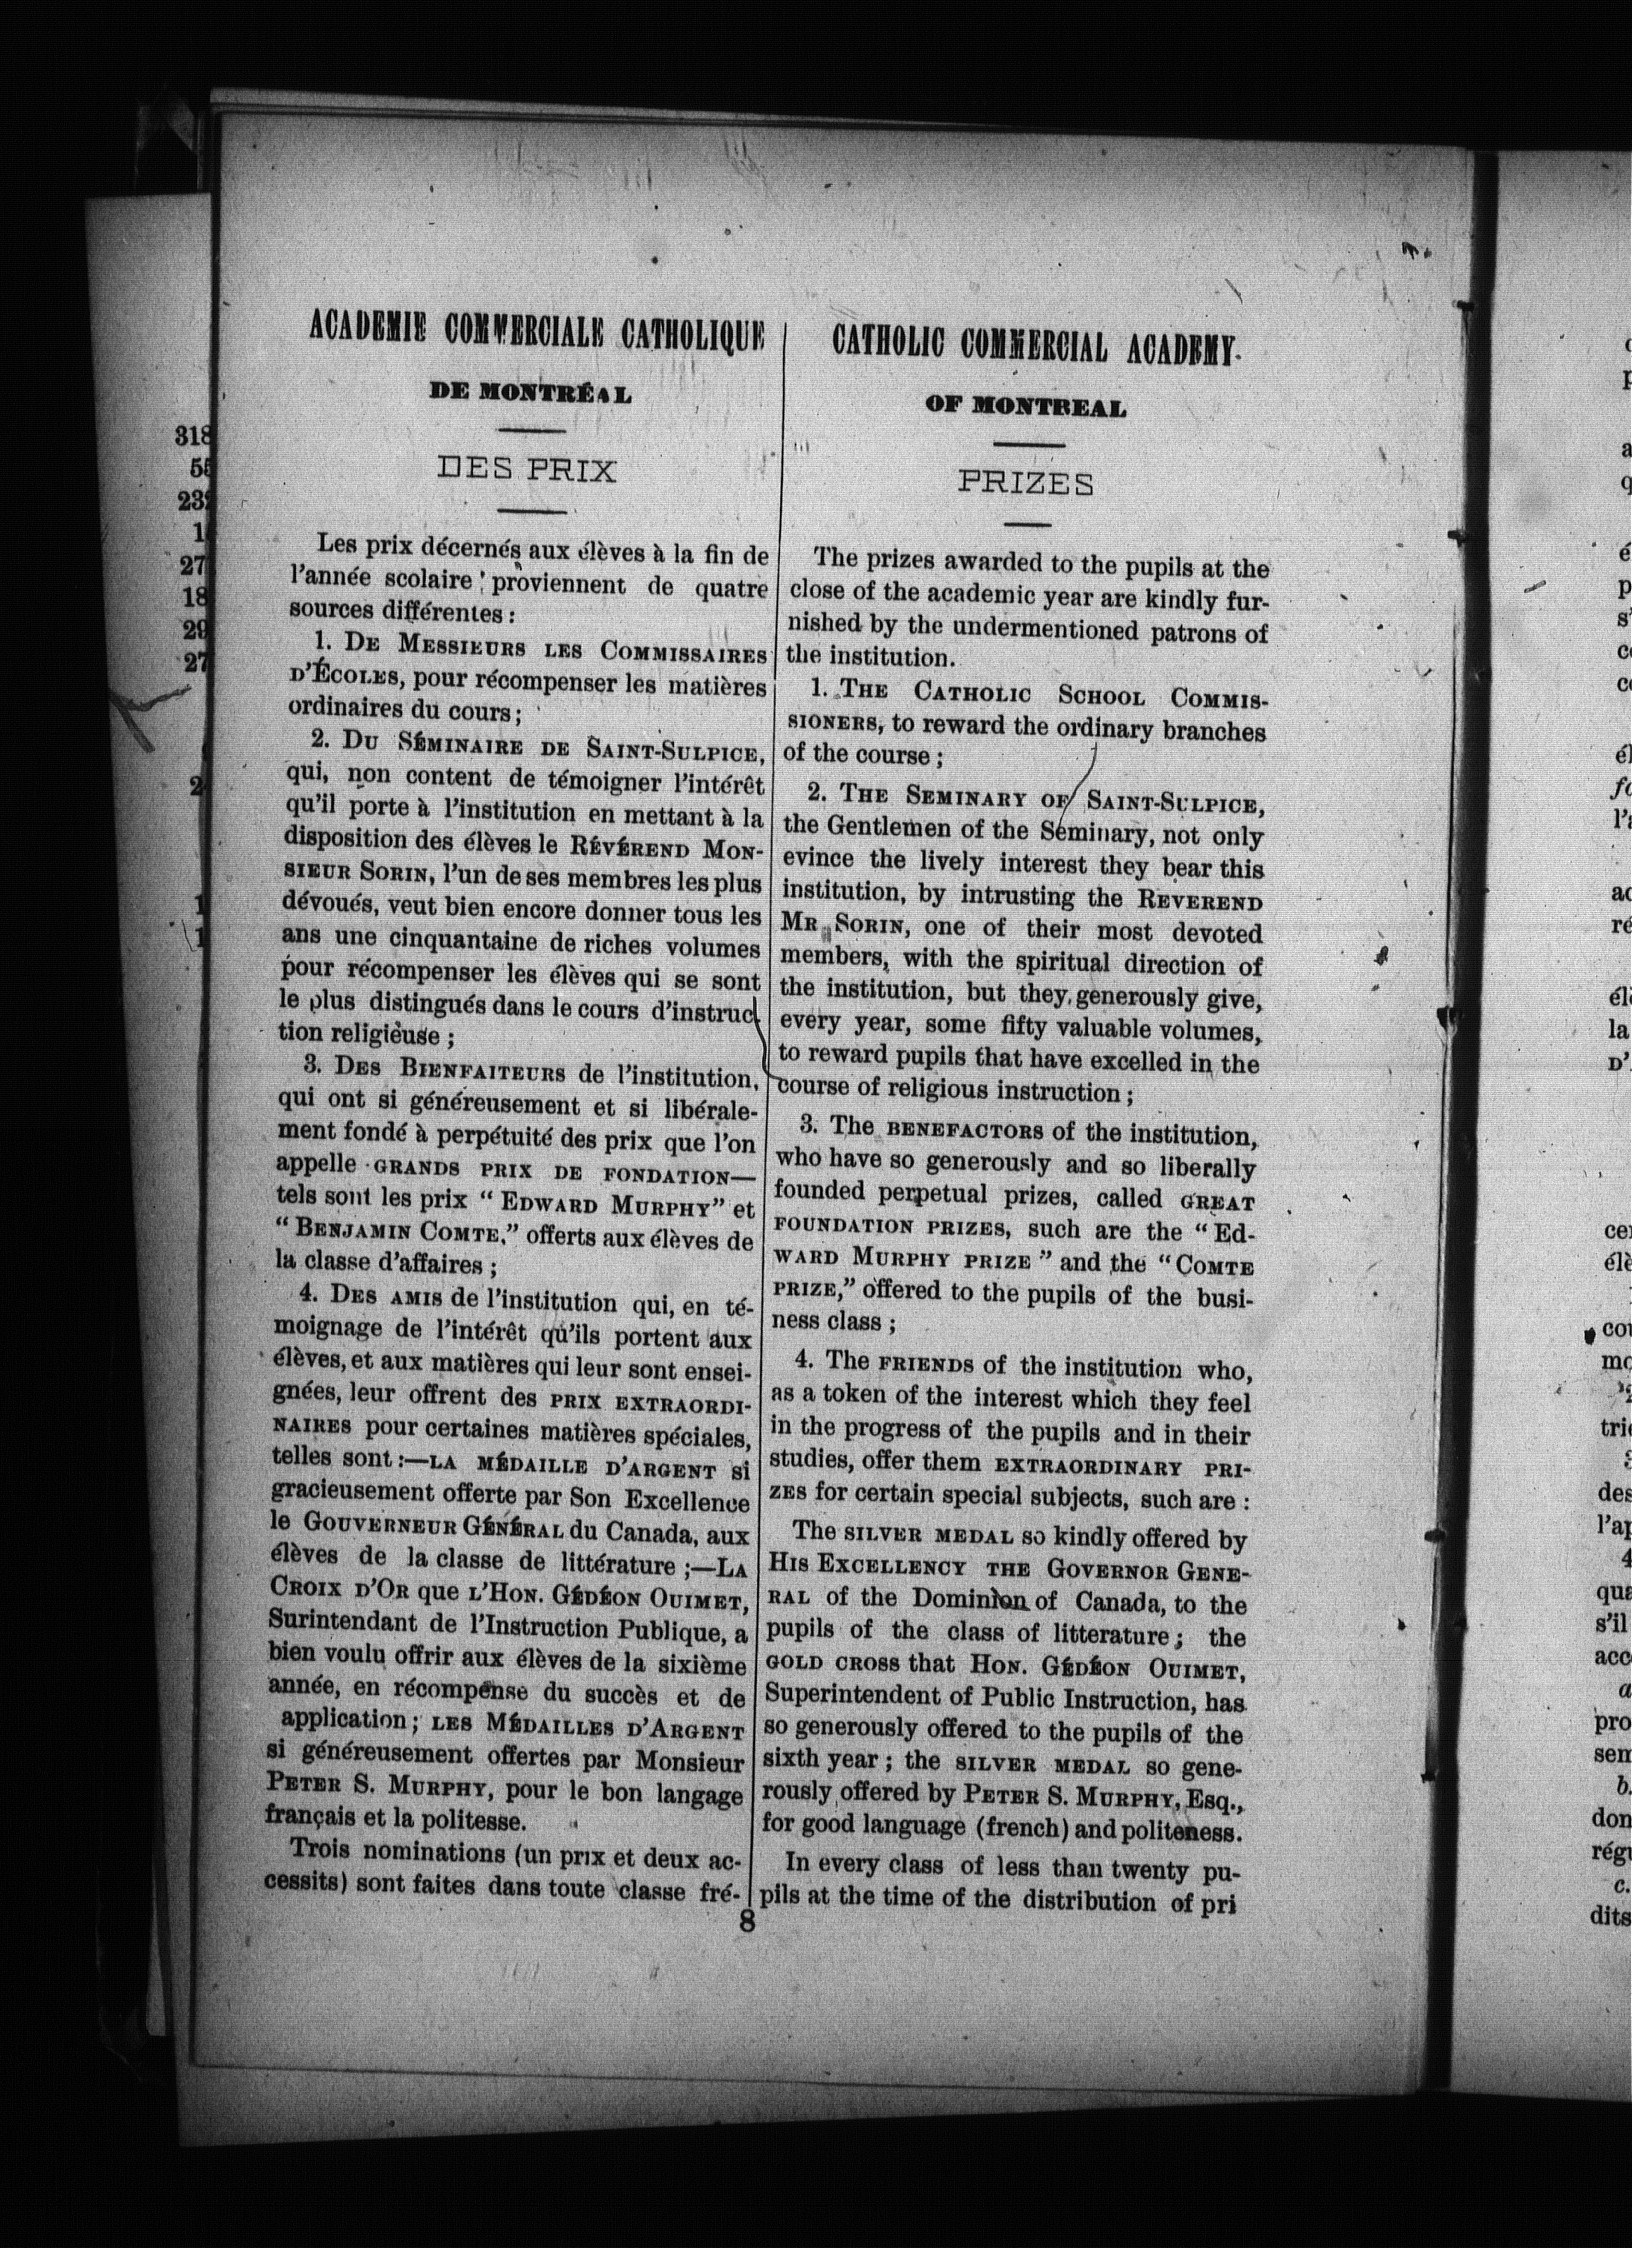 ACADEMIE COMMERCIALE CATHOLIQUE
DE MONTRÉAL
DES PRIX
Les prix décernés aux élèves à la fin de
l'année scolaire proviennent de quatre
sources différentes :
1. DE MESSIEURS LES COMMISSAIRES
D'ÉCOLES, pour récompenser les matières
ordinaires du cours ;
2. DU SÉMINAIRE DE SAINT-SULPICE,
qui, non content de témoigner l'intérêt
qu'il porte à l'institution en mettant à la
disposition des élèves le RÉVÉREND MON-
SIEUR SORIN, l'un de ses membres les plus
dévoués, veut bien encore donner tous les
ans une cinquantaine de riches volumes
pour récompenser les élèves qui se sont
le plus distingués dans le cours d'instruc-
tion religieuse ;
3. DES BIENFAITEURS de l'institution,
qui ont si généreusement et si libérale-
ment fondé à perpétuité des prix que l'on
appelle GRANDS PRIX DE FONDATION—
tels sont les prix " EDWARD MURPHY" et
" BENJAMIN COMTE," offerts aux élèves de
la classe d'affaires ;
4. DES AMIS de l'institution qui, en té-
moignage de l'intérêt qu'ils portent aux
élèves, et aux matières qui leur sont ensei-
gnées, leur offrent des PRIX EXTRAORDI-
NAIRES pour certaines matières spéciales,
telles sont :—LA MÉDAILLE D'ARGENT si
gracieusement offerte par Son Excellence
le GOUVERNEUR GÉNÉRAL du Canada, aux
élèves de la classe de littérature ;—LA
CROIX D'OR que L'HON. GÉDÉON OUIMET,
Surintendant de l'Instruction Publique, a
bien voulu offrir aux élèves de la sixième
année, en récompense du succès et de
application ; LES MÉDAILLES D'ARGENT
si généreusement offertes par Monsieur
PETER S. MURPHY, pour le bon langage
français et la politesse.
Trois nominations (un prix et deux ac-
cessits) sont faites dans toute classe fré-
CATHOLIC COMMERCIAL ACADEMY
OF MONTREAL
PRIZES
The prizes awarded to the pupils at the
close of the academic year are kindly fur-
nished by the undermentioned patrons of
the institution.
1. THE CATHOLIC SCHOOL COMMIS-
SIONERS, to reward the ordinary branches
of the course ;
2. THE SEMINARY OF SAINT-SULPICE,
the Gentlemen of the Seminary, not only
evince the lively interest they bear this
institution, by intrusting the REVEREND
MR SORIN, one of their most devoted
members, with the spiritual direction of
the institution, but they generously give,
every year, some fifty valuable volumes,
to reward pupils that have excelled in the
course of religious instruction ;
3. The BENEFACTORS of the institution,
who have so generously and so liberally
founded perpetual prizes, called GREAT
FOUNDATION PRIZES, such are the " ED-
WARD MURPHY PRIZE " and the " COMTE
PRIZE," offered to the pupils of the busi-
ness class ;
4. The FRIENDS of the institution who,
as a token of the interest which they feel
in the progress of the pupils and in their
studies, offer them EXTRAORDINARY PRI-
ZES for certain special subjects, such are :
The SILVER MEDAL so kindly offered by
HIS EXCELLENCY THE GOVERNOR GENE-
RAL of the Dominion of Canada, to the
pupils of the class of litterature ; the
GOLD CROSS that HON. GÉDÉON OUIMET,
Superintendent of Public Instruction, has
so generously offered to the pupils of the
sixth year ; the SILVER MEDAL so gene-
rously offered by PETER S. MURPHY, Esq.,
for good language (french) and politeness.
In every class of less than twenty pu-
pils at the time of the distribution of pri
8